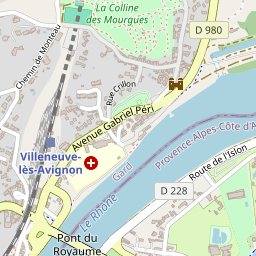 La Colline
des Mourgues
D 980
Chemin de Monteau
Rue Crillon
Avenue Gabriel Péri
Villeneuve-
lès-Avignon
Provence-Alpes-Côte d'A
Route de l'Islon
Gard
D 228
Le Rhône
Pont du
Royaume